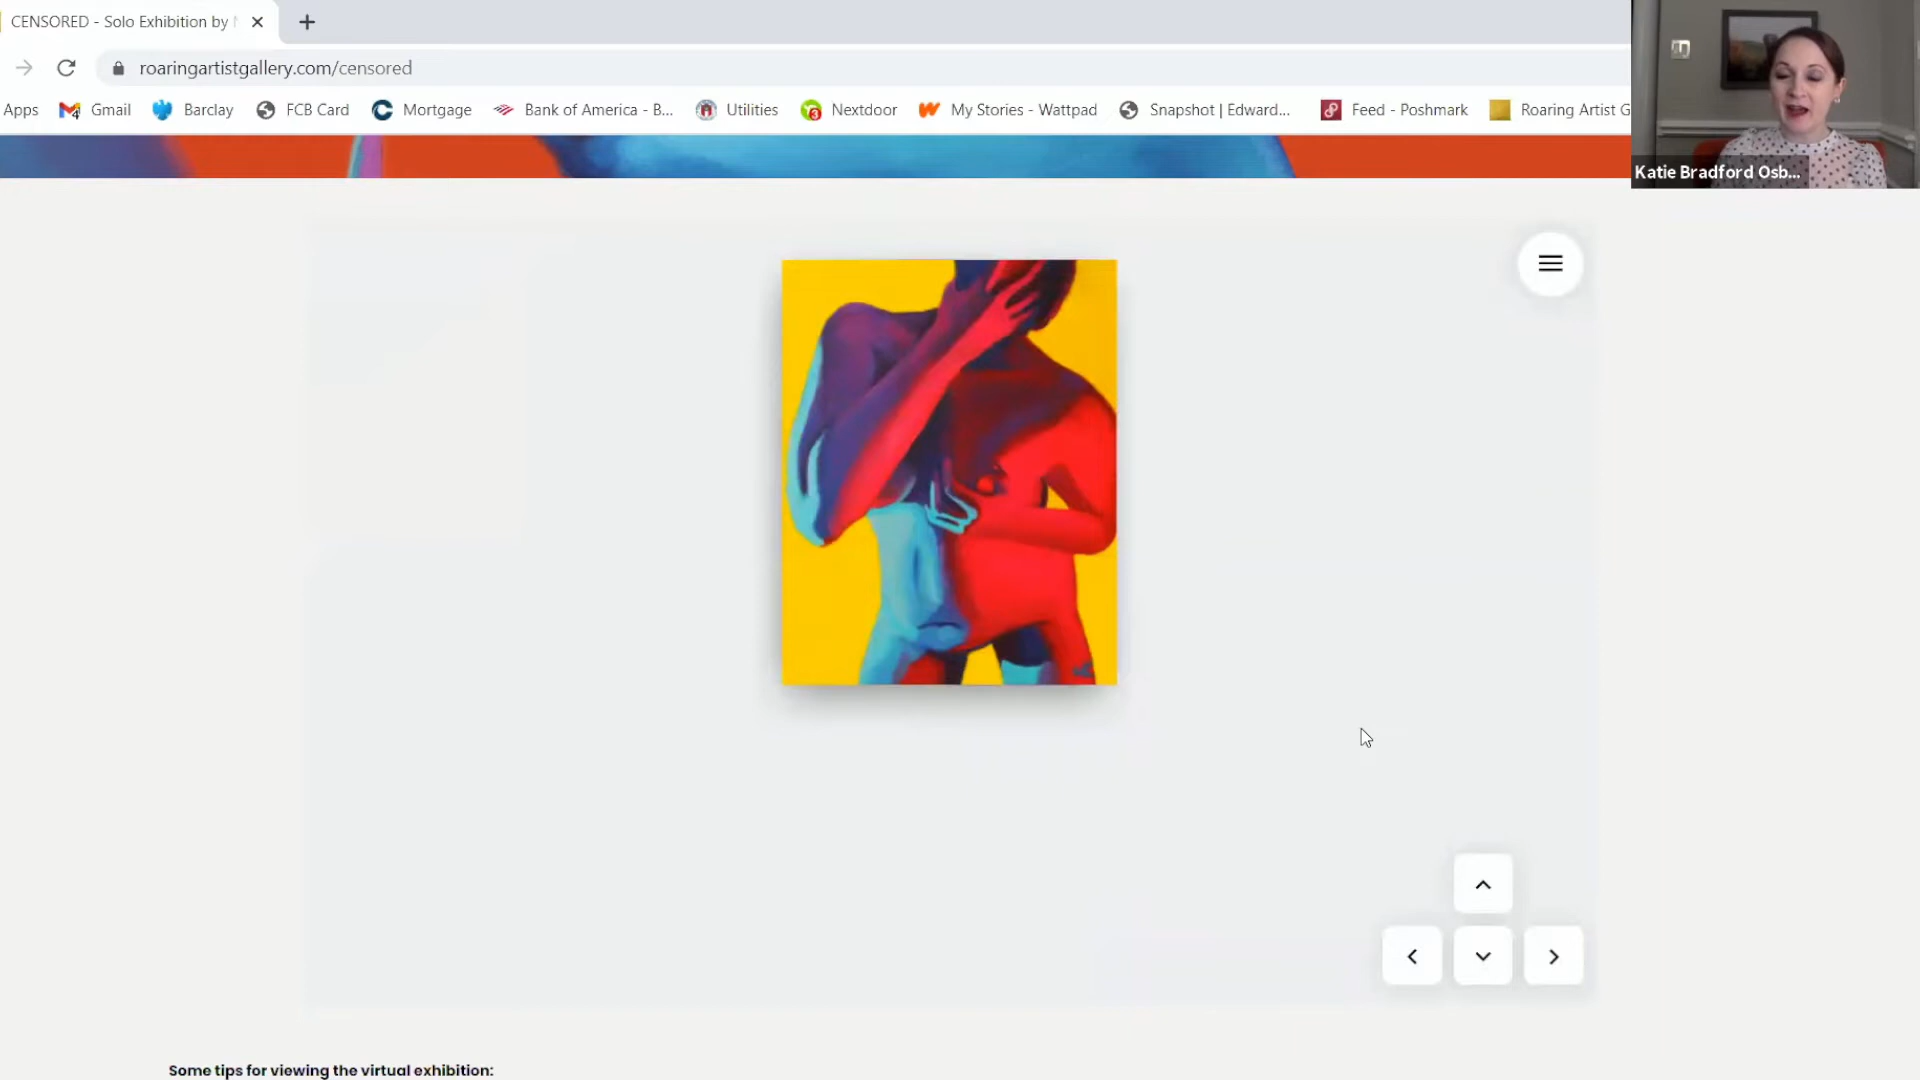 CENSORED - Solo Exhibition by
roaringartistgallery.com/censored
Apps
Gmail
Barclay
FCB Card
Mortgage
Bank of America - B...
Utilities
Nextdoor
My Stories - Wattpad
Snapshot | Edward...
Feed - Poshmark
Roaring Artist G
Katie Bradford Osb...
Some tips for viewing the virtual exhibition: